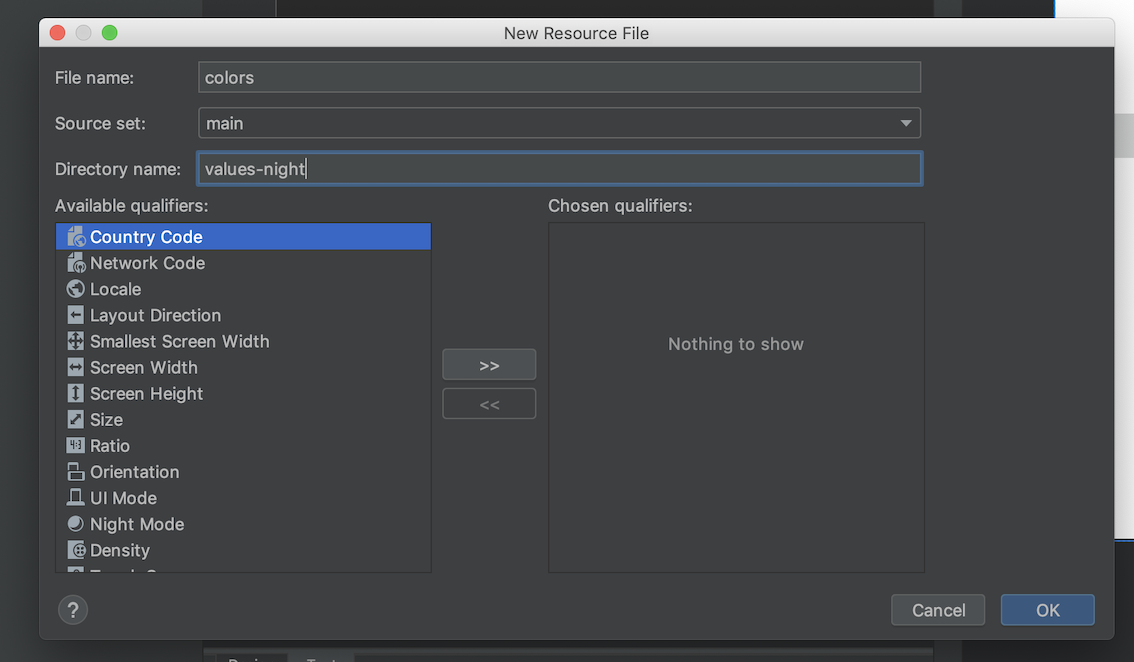 New Resource File
File name:
colors
Source set:
main
Directory name:
values-night
Available qualifiers:
Chosen qualifiers:
Country Code
Network Code
Locale
Layout Direction
Smallest Screen Width
Screen Width
Screen Height
Size
4:3 Ratio
Orientation
UI Mode
Night Mode
Density
>>
<<
Nothing to show
?
Cancel
OK